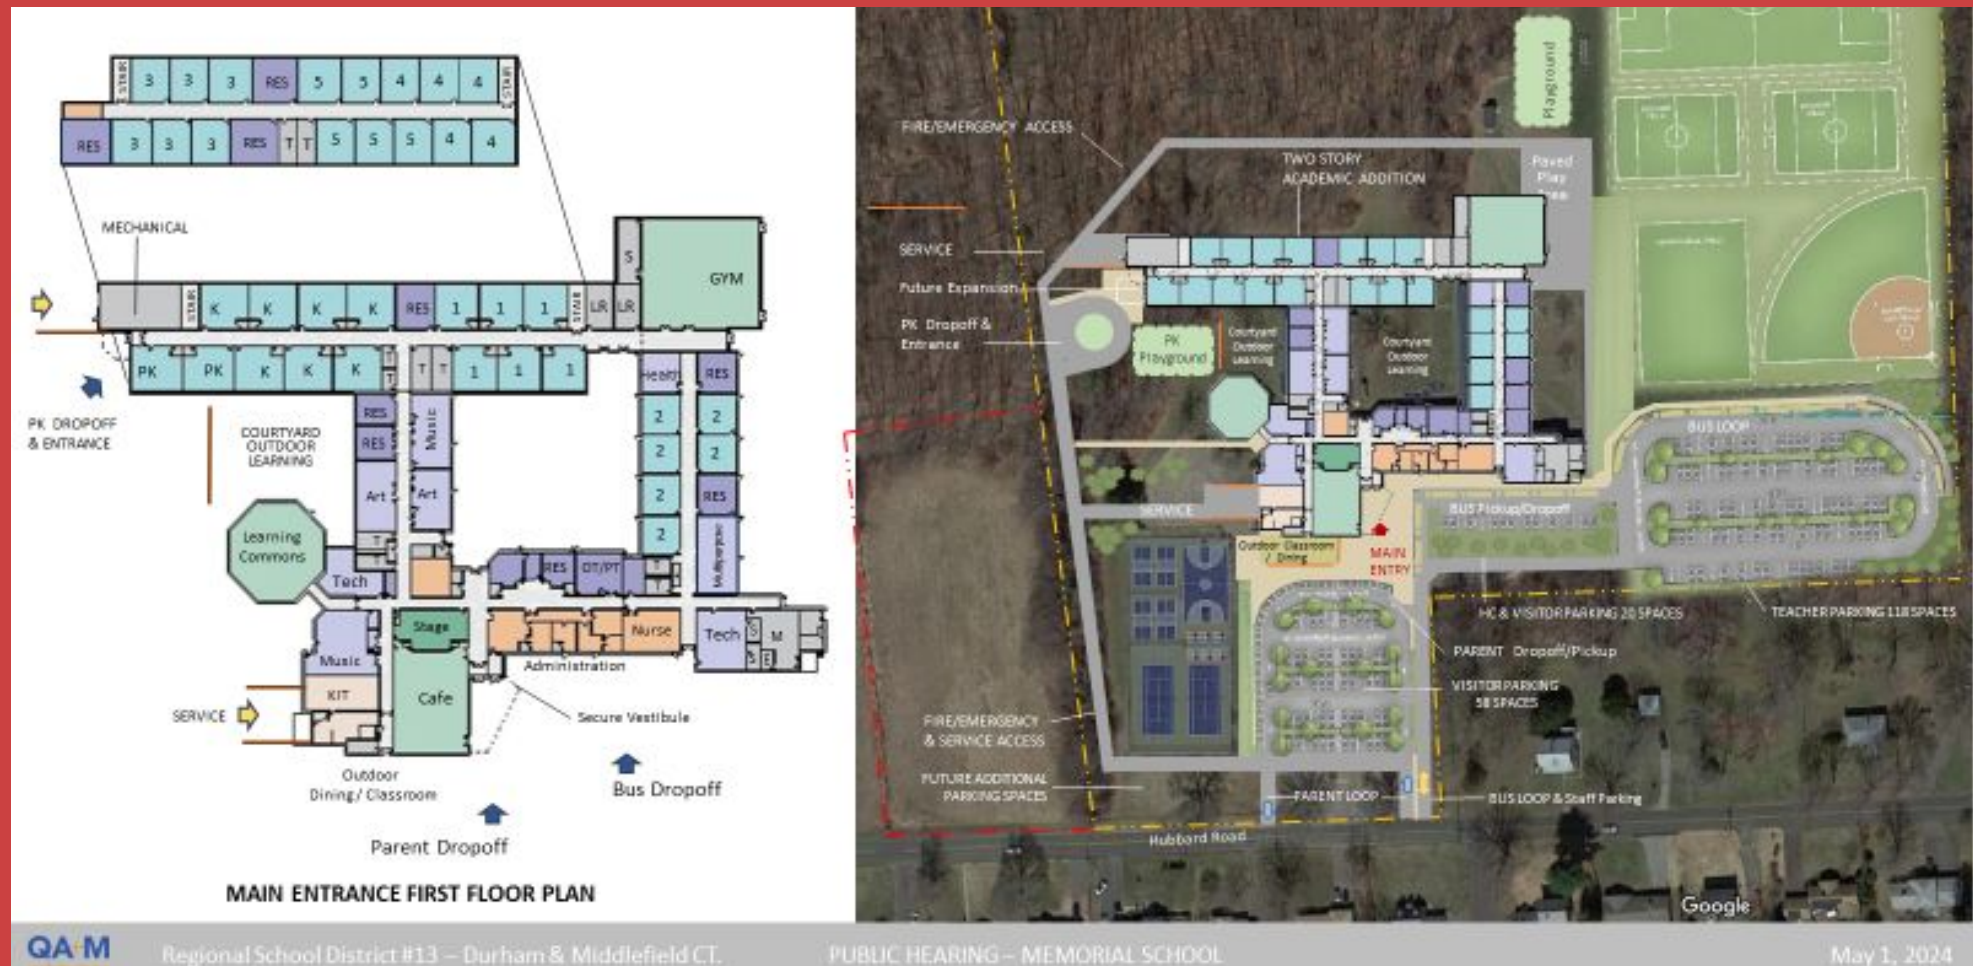 STAIR 3 3 3 RES 5 5 4 4 4 STAIR
RES 3 3 3 RES T T 5 5 5 4 4
MECHANICAL
S
GYM
STAIR K K K K RES 1 1 1 STAIR LR LR
PK PK K K K T T T 1 1 1
Health RES
PK DROPOFF
& ENTRANCE
COURTYARD
OUTDOOR
LEARNING
RES
RES
Music
2 2
2 2
2 RES
2
Multipurpose
Art Art
Learning
Commons
T
T
Tech
RES OT/PT T
Stage
Nurse
Tech
S
M
E
Administration
Music
KIT
Cafe
SERVICE
Secure Vestibule
Outdoor
Dining / Classroom
Bus Dropoff
Parent Dropoff
MAIN ENTRANCE FIRST FLOOR PLAN
Playground
FIRE/EMERGENCY ACCESS
TWO STORY
ACADEMIC ADDITION
Paved
Play
Area
SERVICE
Future Expansion
PK Dropoff &
Entrance
PK
Playground
Courtyard
Outdoor
Learning
Courtyard
Outdoor
Learning
BUS LOOP
SERVICE
BUS Pickup/Dropoff
Outdoor Classroom
/ Dining
MAIN
ENTRY
HC & VISITOR PARKING 20 SPACES
TEACHER PARKING 118 SPACES
PARENT Dropoff/Pickup
VISITOR PARKING
58 SPACES
FIRE/EMERGENCY
& SERVICE ACCESS
FUTURE ADDITIONAL
PARKING SPACES
PARENT LOOP
BUS LOOP & Staff Parking
Hubbard Road
Google
QA+M
Regional School District #13 – Durham & Middlefield CT.
PUBLIC HEARING – MEMORIAL SCHOOL
May 1, 2024